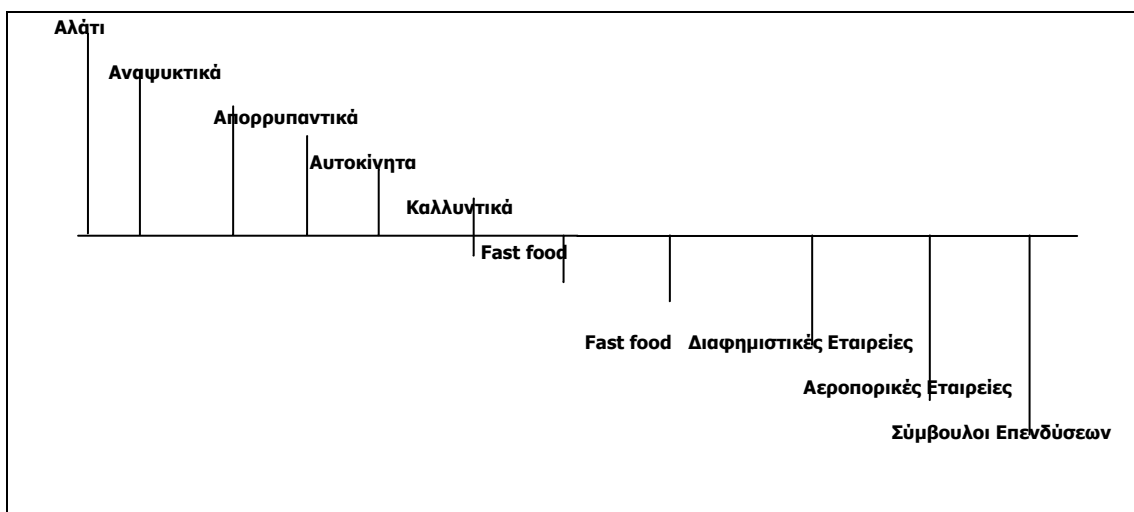 Αλάτι
Αναψυκτικά
Απορρυπαντικά
Αυτοκίνητα
Καλλυντικά
Fast food
Fast food Διαφημιστικές Εταιρείες
Αεροπορικές Εταιρείες
Σύμβουλοι Επενδύσεων